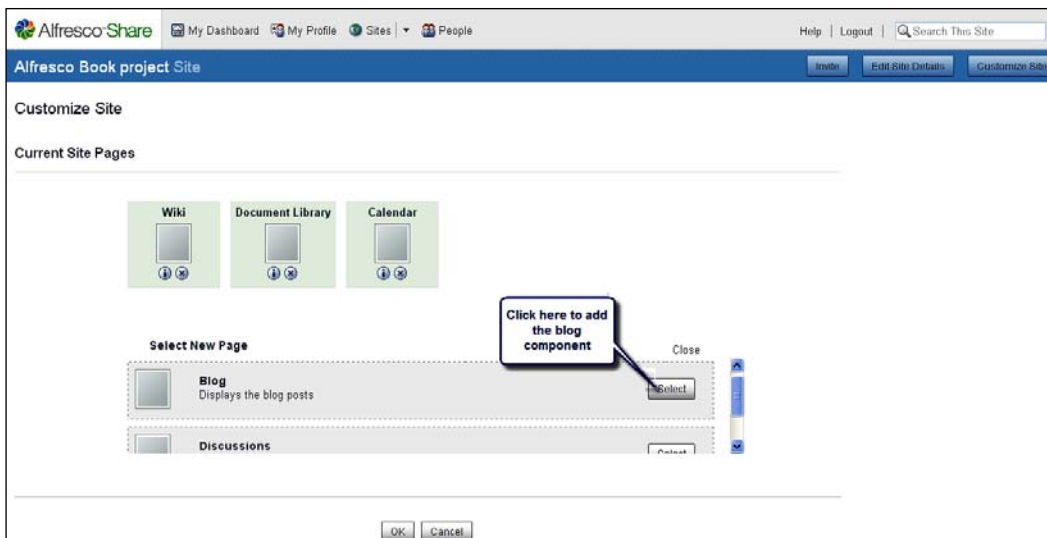 Alfresco Share My Dashboard My Profile Sites People Help | Logout | Search This Site
Alfresco Book project Site Invite Edit Site Details Customize Site
Customize Site
Current Site Pages
Wiki Document Library Calendar
Click here to add
the blog
component
Select New Page Close
Blog
Displays the blog posts
Select
Discussions
Select
OK Cancel